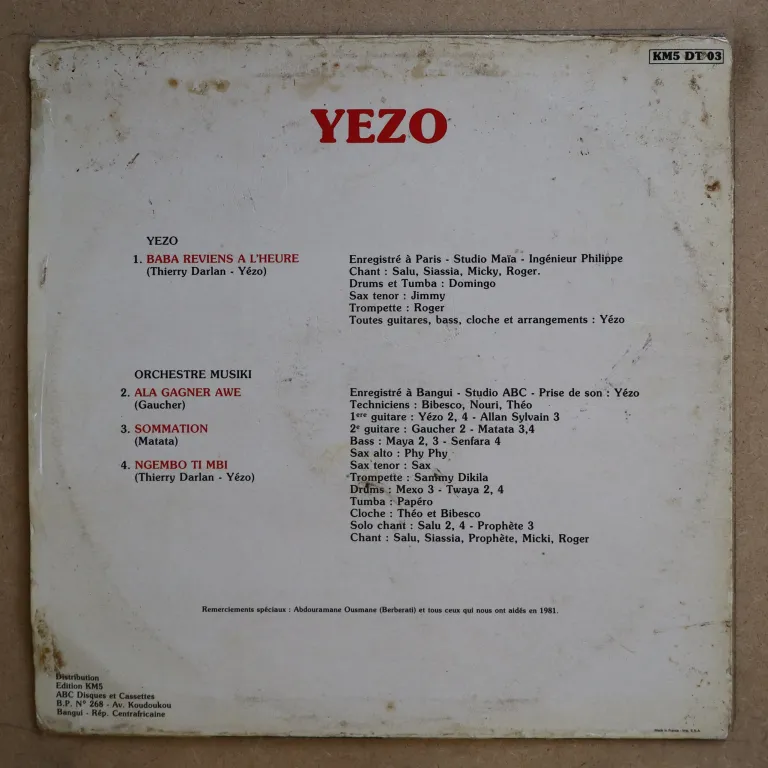 KM5 DT 03
YEZO
YEZO
1. BABA REVIENS A L'HEURE
(Thierry Darlan - Yézo)
Enregistré à Paris - Studio Maïa - Ingénieur Philippe
Chant : Salu, Siassia, Micky, Roger.
Drums et Tumba : Domingo
Sax tenor : Jimmy
Trompette : Roger
Toutes guitares, bass, cloche et arrangements : Yézo
ORCHESTRE MUSIKI
2. ALA GAGNER AWE
(Gaucher)
3. SOMMATION
(Matata)
4. NGEMBO TI MBI
(Thierry Darlan - Yézo)
Enregistré à Bangui - Studio ABC - Prise de son : Yézo
Techniciens : Bibesco, Nouri, Théo
1ere guitare : Yézo 2, 4 - Allan Sylvain 3
2e guitare : Gaucher 2 - Matata 3,4
Bass : Maya 2, 3 - Senfara 4
Sax alto : Phy Phy
Sax tenor : Sax
Trompette : Sammy Dikila
Drums : Mexo 3 - Twaya 2, 4
Tumba : Papéro
Cloche : Théo et Bibesco
Solo chant : Salu 2, 4 - Prophète 3
Chant : Salu, Siassia, Prophète, Micki, Roger
Remerciements spéciaux : Abdouramane Ousmane (Berberati) et tous ceux qui nous ont aidés en 1981.
Distribution
Edition KM5
ABC Disques et Cassettes
B.P. N° 268 - Av. Koudoukou
Bangui - Rép. Centrafricaine